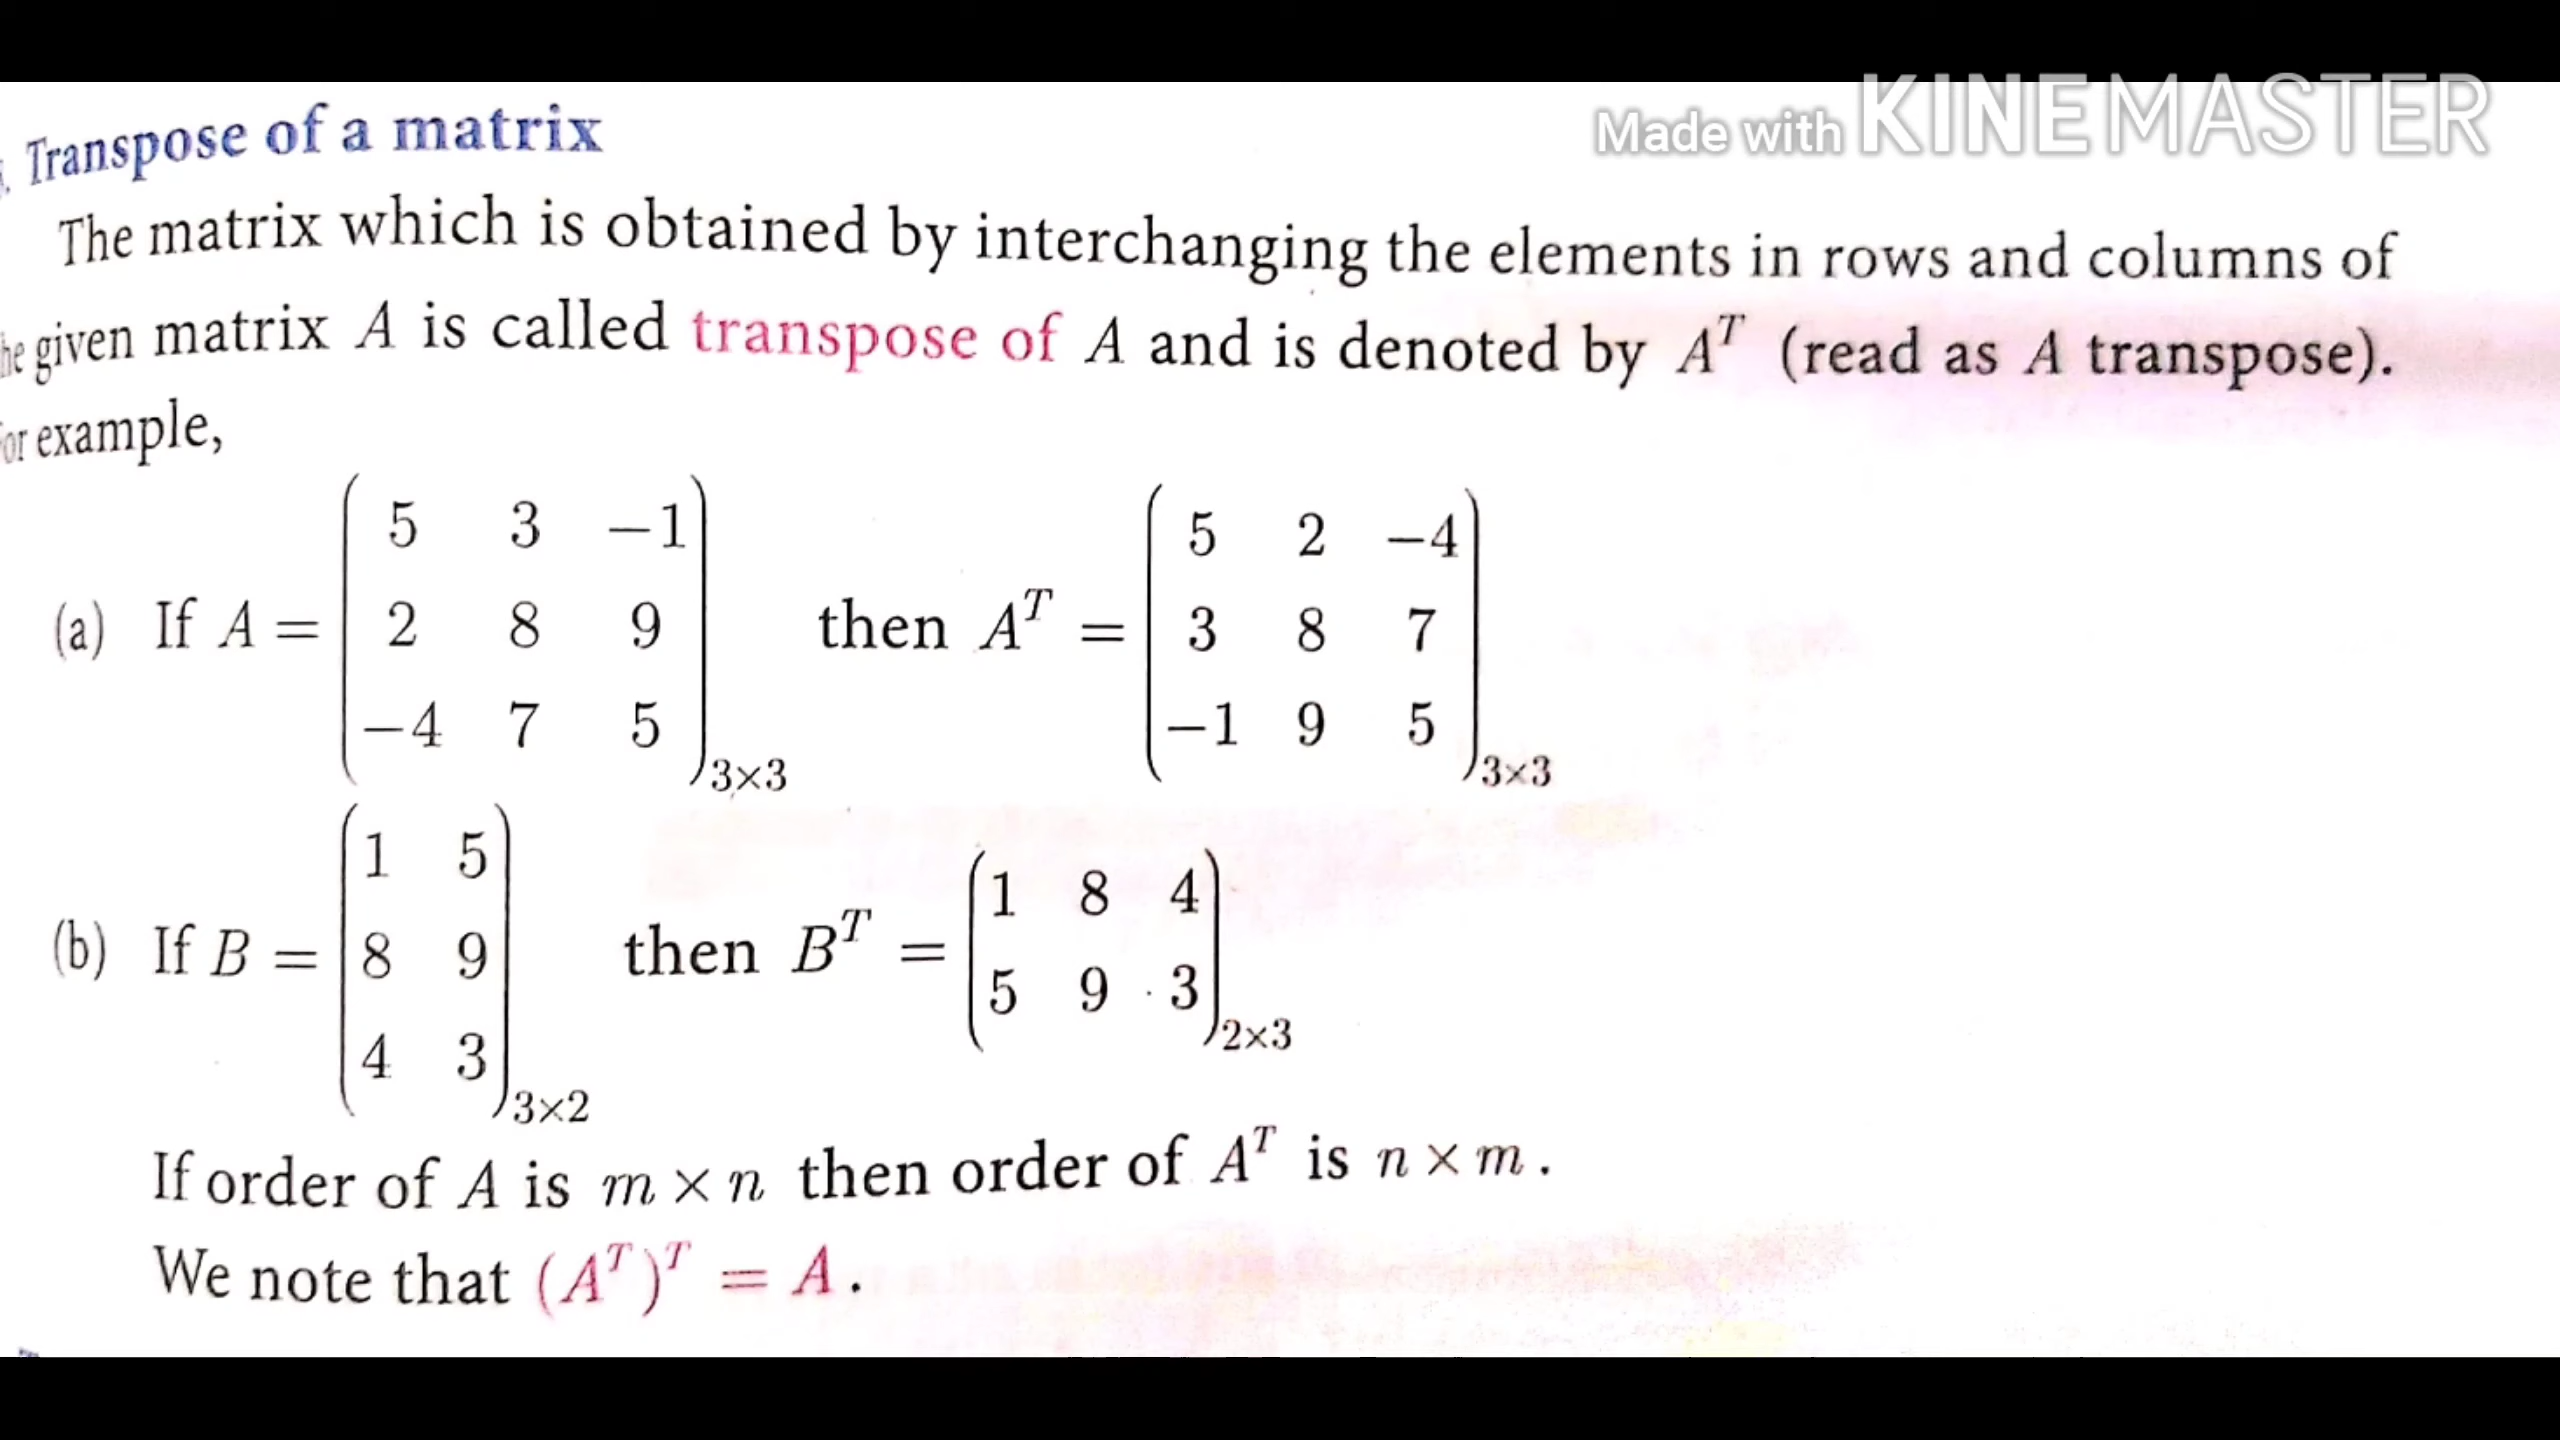 Made with KINEMASTER
Transpose of a matrix
The matrix which is obtained by interchanging the elements in rows and columns of
he given matrix A is called transpose of A and is denoted by A^T (read as A transpose).
or example,
(a) If A = ( 5 3 −1
2 8 9
−4 7 5 )3×3 then A^T = ( 5 2 −4
3 8 7
−1 9 5 )3×3
(b) If B = ( 1 5
8 9
4 3 )3×2 then B^T = ( 1 8 4
5 9 3 )2×3
If order of A is m × n then order of A^T is n × m.
We note that (A^T)^T = A.